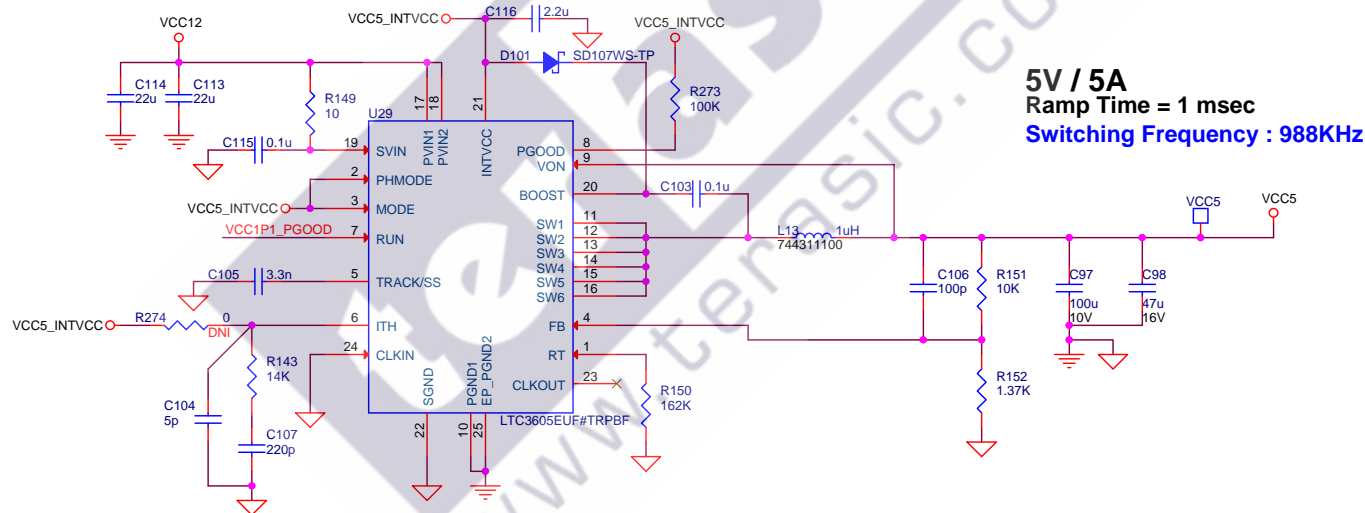 VCC12
VCC5_INTVCC
C116
2.2u
VCC5_INTVCC
D101
SD107WS-TP
5V / 5A
Ramp Time = 1 msec
Switching Frequency : 988KHz
C114
22u
C113
22u
R149
10
R273
100K
17
18
21
U29
PVIN1
PVIN2
INTVCC
C115
0.1u
19
SVIN
PGOOD
8
VON
9
2
PHMODE
BOOST
20
C103
0.1u
VCC5_INTVCC
3
MODE
VCC1P1_PGOOD
7
RUN
SW1
11
SW2
12
SW3
13
SW4
14
SW5
15
SW6
16
L13
1uH
744311100
VCC5
VCC5
C105
3.3n
5
TRACK/SS
C106
100p
R151
10K
C97
100u
10V
C98
47u
16V
VCC5_INTVCC
R274
0
DNI
6
ITH
FB
4
24
CLKIN
RT
1
R143
14K
CLKOUT
23
R150
162K
R152
1.37K
C104
5p
C107
220p
SGND
PGND1
EP_PGND2
22
10
25
LTC3605EUF#TRPBF
terasic
www.terasic.co